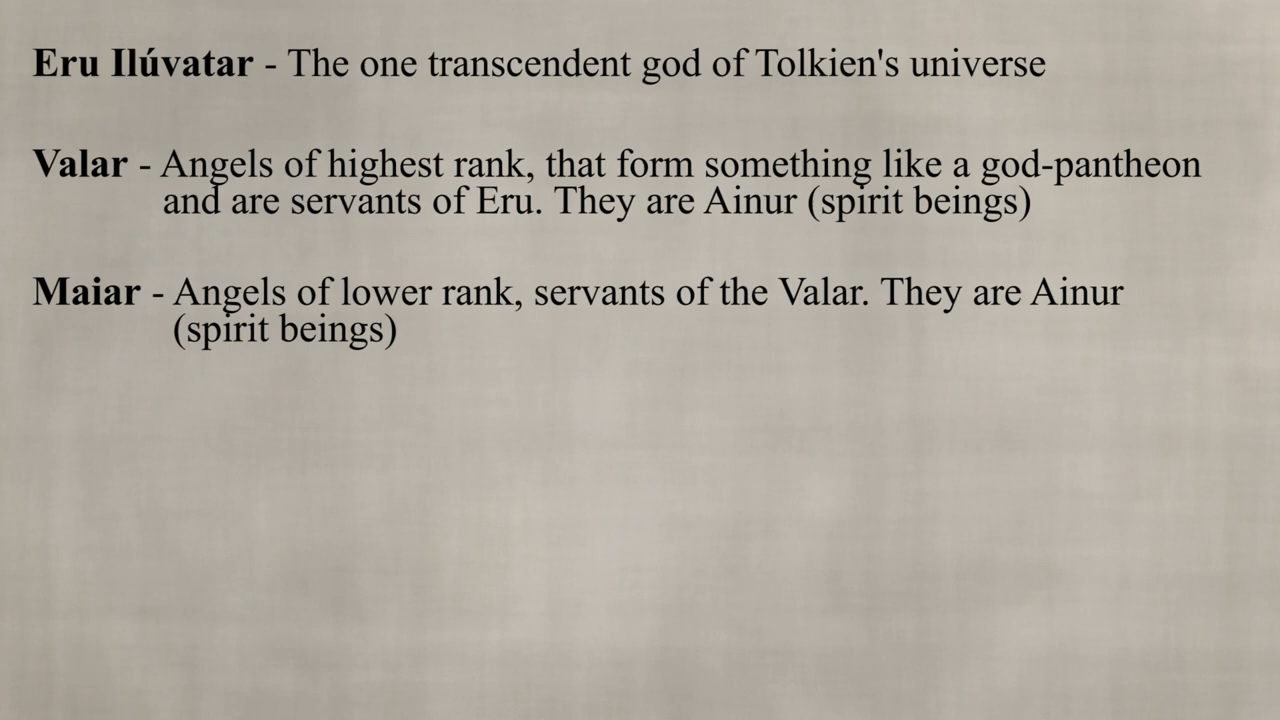 Eru Ilúvatar - The one transcendent god of Tolkien's universe
Valar - Angels of highest rank, that form something like a god-pantheon
and are servants of Eru. They are Ainur (spirit beings)
Maiar - Angels of lower rank, servants of the Valar. They are Ainur
(spirit beings)